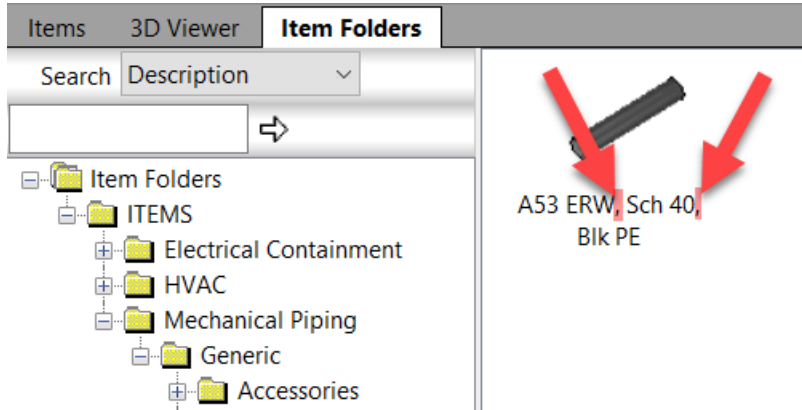 Items 3D Viewer Item Folders
Search Description
Item Folders
ITEMS
Electrical Containment
HVAC
Mechanical Piping
Generic
Accessories
A53 ERW, Sch 40,
Blk PE